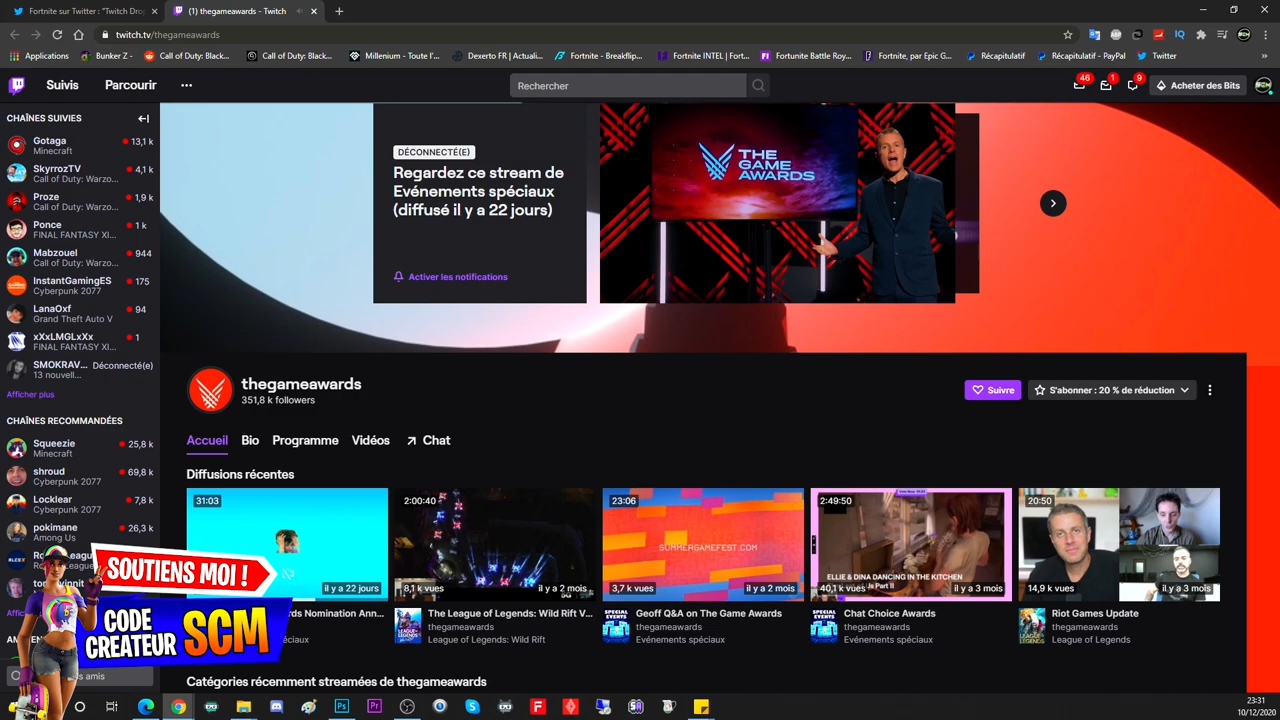 Fortnite sur Twitter : "Twitch Dro
(1) thegameawards - Twitch
twitch.tv/thegameawards
Applications
Bunker Z - Zombi...
Call of Duty: Black...
Call of Duty: Black...
Millenium - Toute l'...
Dexerto FR | Actuali...
Fortnite - Breakflip...
Fortnite INTEL | Fort...
Fortunite Battle Roy...
Fortnite, par Epic G...
Récapitulatif
Récapitulatif - PayPal
Twitter
Suivis
Parcourir
Rechercher
46
1
9
Acheter des Bits
CHAÎNES SUIVIES
Gotaga
13,1 k
Minecraft
SkyrrozTV
4,1 k
Call of Duty: Warzo...
Proze
1,9 k
Call of Duty: Warzo...
Ponce
1 k
FINAL FANTASY XI...
Mabzouel
944
Call of Duty: Warzo...
InstantGamingES
175
Cyberpunk 2077
LanaOxf
94
Grand Theft Auto V
xXxLMGLxXx
1
FINAL FANTASY XI...
SMOKRAV...
Déconnecté(e)
13 nouvell...
Afficher plus
CHAÎNES RECOMMANDÉES
Squeezie
25,8 k
Minecraft
shroud
69,8 k
Cyberpunk 2077
Locklear
7,8 k
Cyberpunk 2077
pokimane
26,3 k
Among Us
DÉCONNECTÉ(E)
Regardez ce stream de
Evénements spéciaux
(diffusé il y a 22 jours)
Activer les notifications
THE
GAME
AWARDS
thegameawards
351,8 k followers
Suivre
S'abonner : 20 % de réduction
Accueil
Bio
Programme
Vidéos
Chat
Diffusions récentes
31:03
il y a 22 jours
2:00:40
8,1 k vues
il y a 2 mois
23:06
SUMMERGAMEFEST.COM
3,7 k vues
il y a 2 mois
2:49:50
ELLIE & DINA DANCING IN THE KITCHEN
Is Part II
40,1 k vues
il y a 3 mois
20:50
14,9 k vues
il y a 3 mois
rds Nomination Ann...
The League of Legends: Wild Rift V...
thegameawards
League of Legends: Wild Rift
SPECIAL
EVENTS
Geoff Q&A on The Game Awards
thegameawards
Evénements spéciaux
SPECIAL
EVENTS
Chat Choice Awards
thegameawards
Evénements spéciaux
Riot Games Update
thegameawards
League of Legends
Catégories récemment streamées de thegameawards
SOUTIENS MOI !
CODE
CREATEUR
SCM
s amis
23:31
10/12/2020